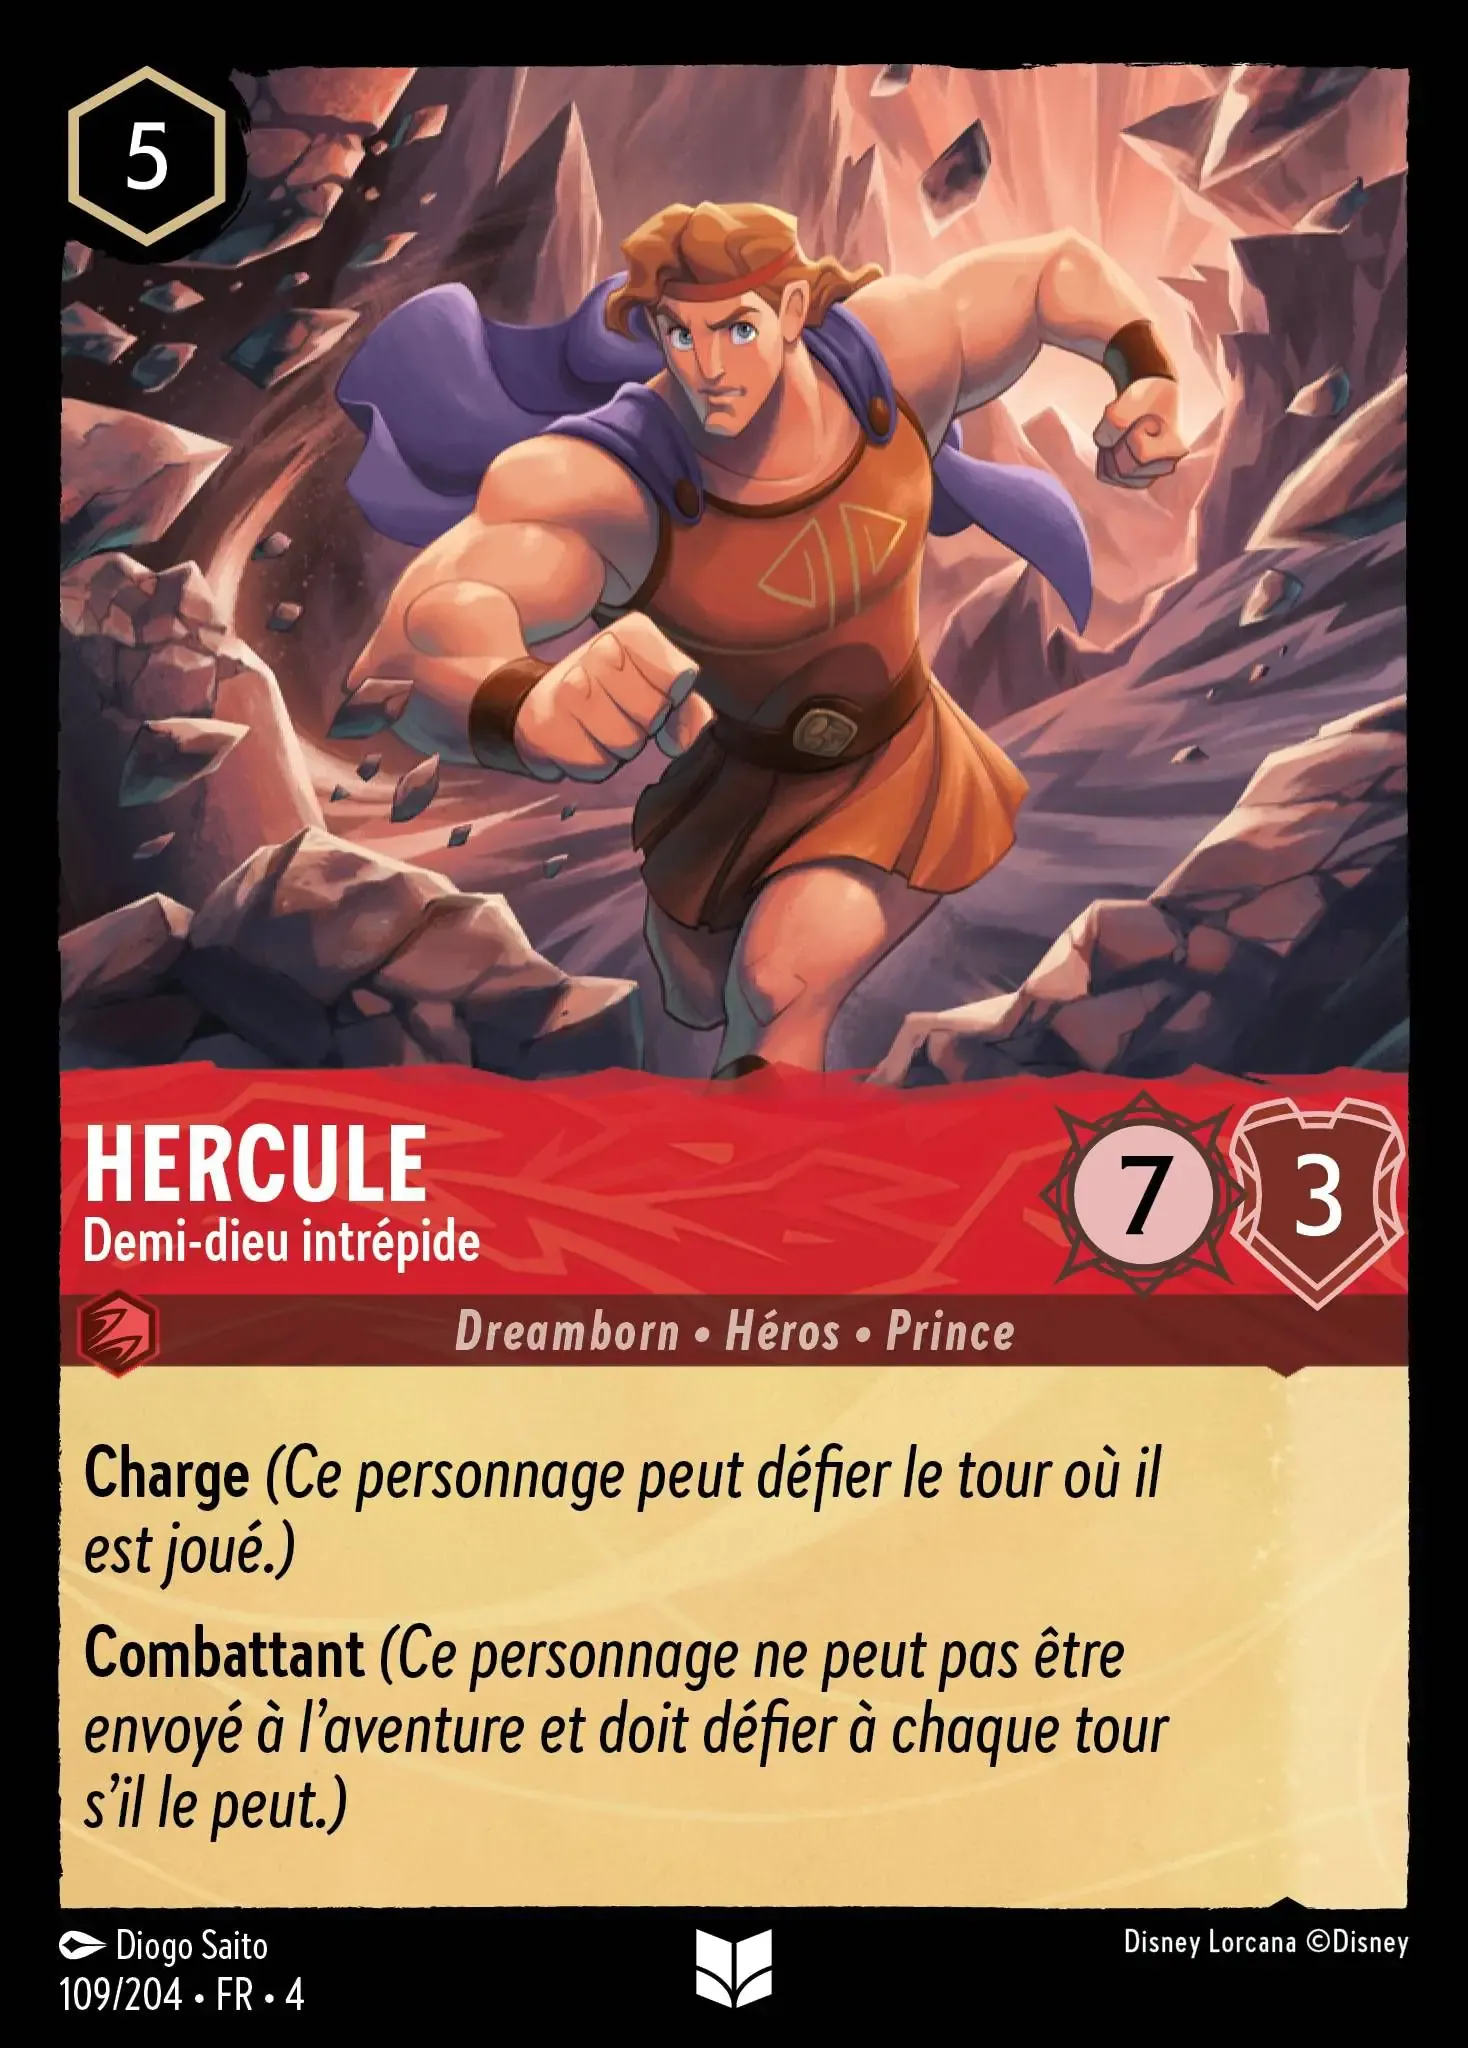 5
HERCULE
Demi-dieu intrépide
7
3
Dreamborn • Héros • Prince
Charge (Ce personnage peut défier le tour où il
est joué.)
Combattant (Ce personnage ne peut pas être
envoyé à l’aventure et doit défier à chaque tour
s’il le peut.)
Diogo Saito
Disney Lorcana ©Disney
109/204 • FR • 4